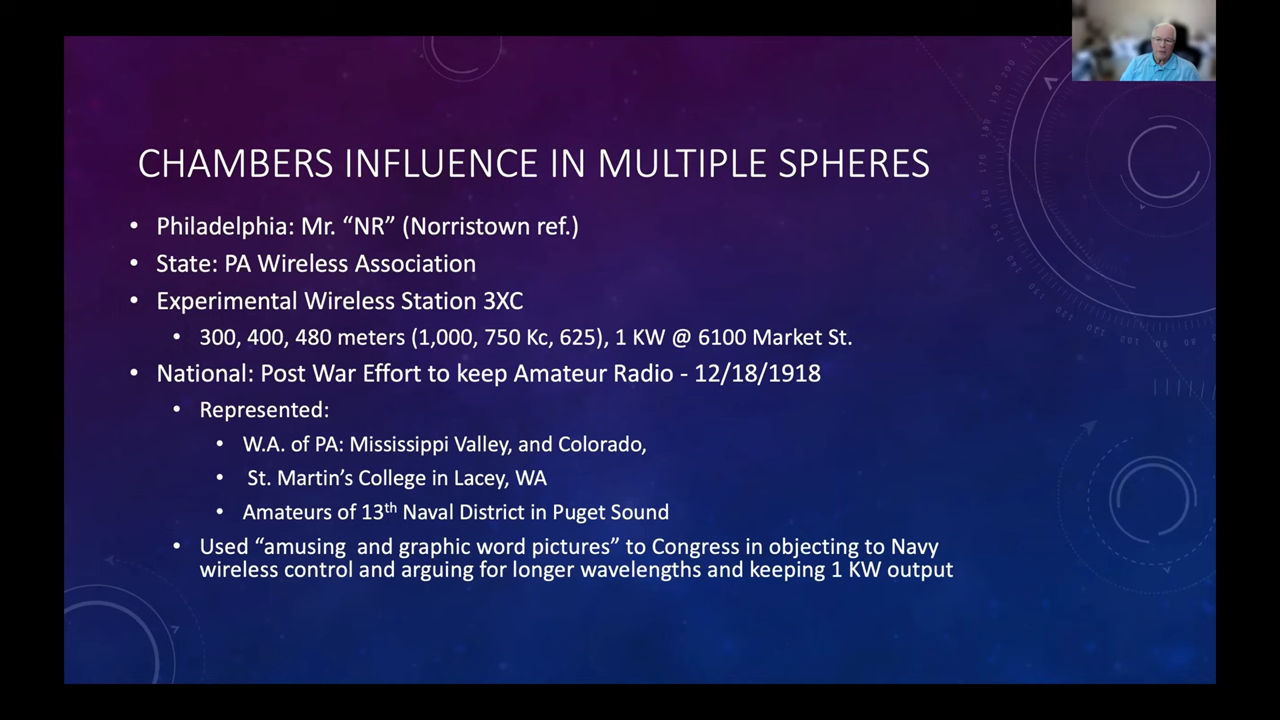 CHAMBERS INFLUENCE IN MULTIPLE SPHERES
• Philadelphia: Mr. “NR” (Norristown ref.)
• State: PA Wireless Association
• Experimental Wireless Station 3XC
• 300, 400, 480 meters (1,000, 750 Kc, 625), 1 KW @ 6100 Market St.
• National: Post War Effort to keep Amateur Radio - 12/18/1918
• Represented:
• W.A. of PA: Mississippi Valley, and Colorado,
• St. Martin’s College in Lacey, WA
• Amateurs of 13th Naval District in Puget Sound
• Used “amusing and graphic word pictures” to Congress in objecting to Navy
wireless control and arguing for longer wavelengths and keeping 1 KW output